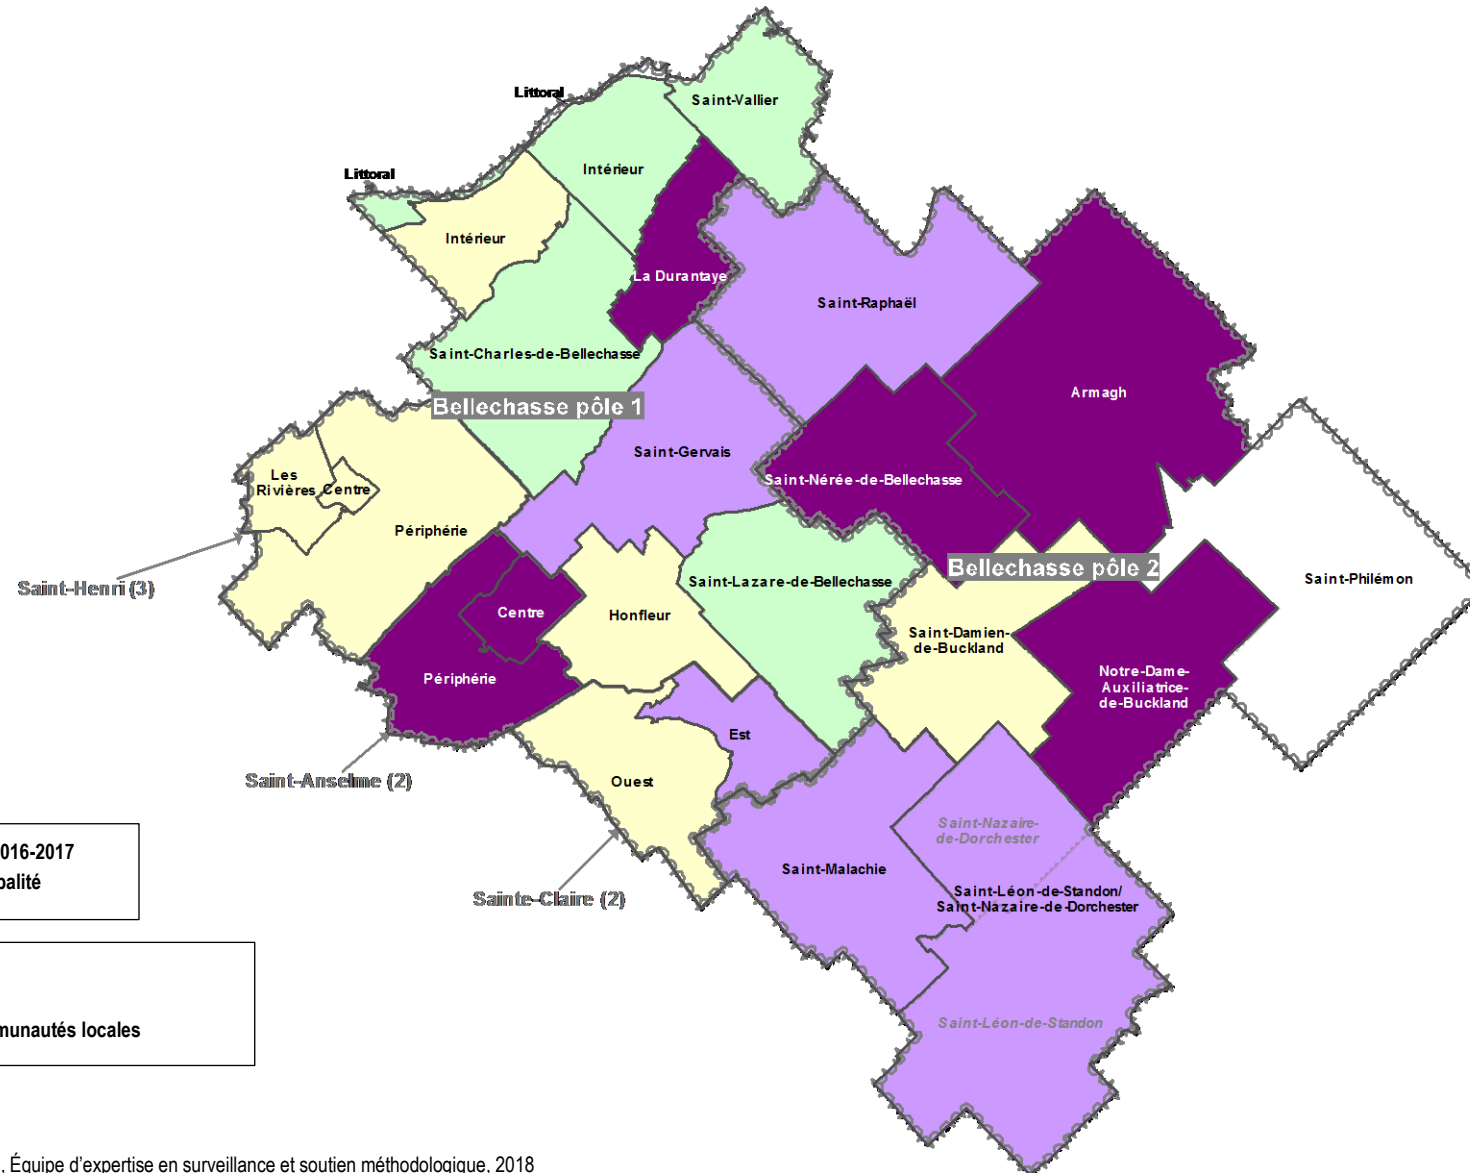 Littoral
Saint-Vallier
Littoral
Intérieur
Intérieur
La Durantaye
Saint-Raphaël
Saint-Charles-de-Bellechasse
Armagh
Bellechasse pôle 1
Saint-Gervais
Les
Rivières
Centre
Saint-Nérée-de-Bellechasse
Périphérie
Bellechasse pôle 2
Saint-Henri (3)
Saint-Lazare-de-Bellechasse
Saint-Philémon
Centre
Honfleur
Saint-Damien-
de-Buckland
Périphérie
Notre-Dame-
Auxiliatrice-
de-Buckland
Est
Saint-Anselme (2)
Ouest
Saint-Nazaire-
de-Dorchester
016-2017
palité
Saint-Malachie
Saint-Léon-de-Standon/
Saint-Nazaire-de-Dorchester
Sainte-Claire (2)
Saint-Léon-de-Standon
munautés locales
, Équipe d'expertise en surveillance et soutien méthodologique, 2018